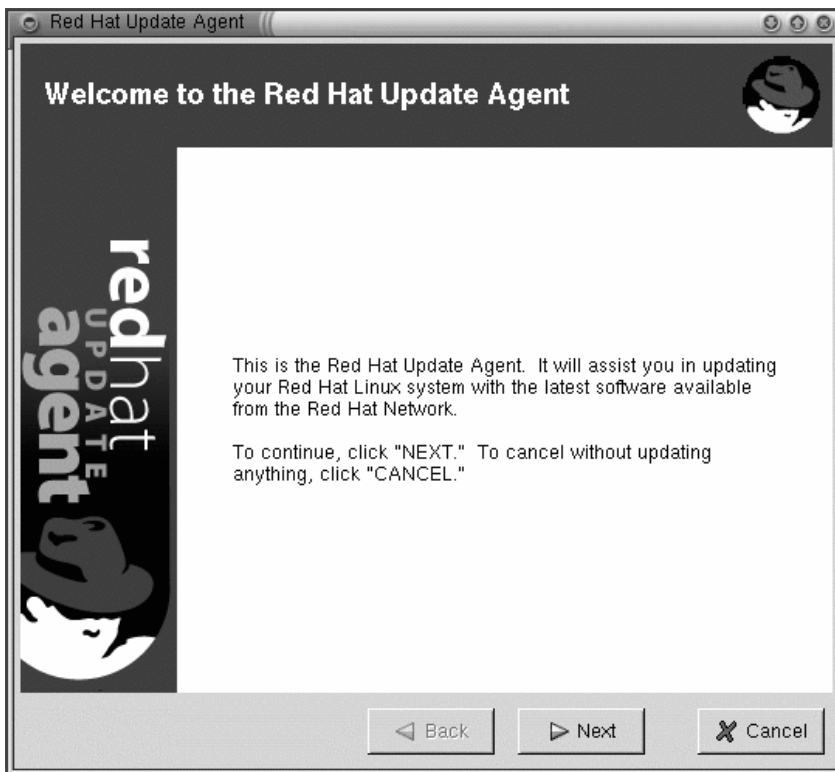 Red Hat Update Agent
Welcome to the Red Hat Update Agent
redhat
UPDATE
agent
This is the Red Hat Update Agent.  It will assist you in updating
your Red Hat Linux system with the latest software available
from the Red Hat Network.
To continue, click "NEXT."  To cancel without updating
anything, click "CANCEL."
Back
Next
Cancel